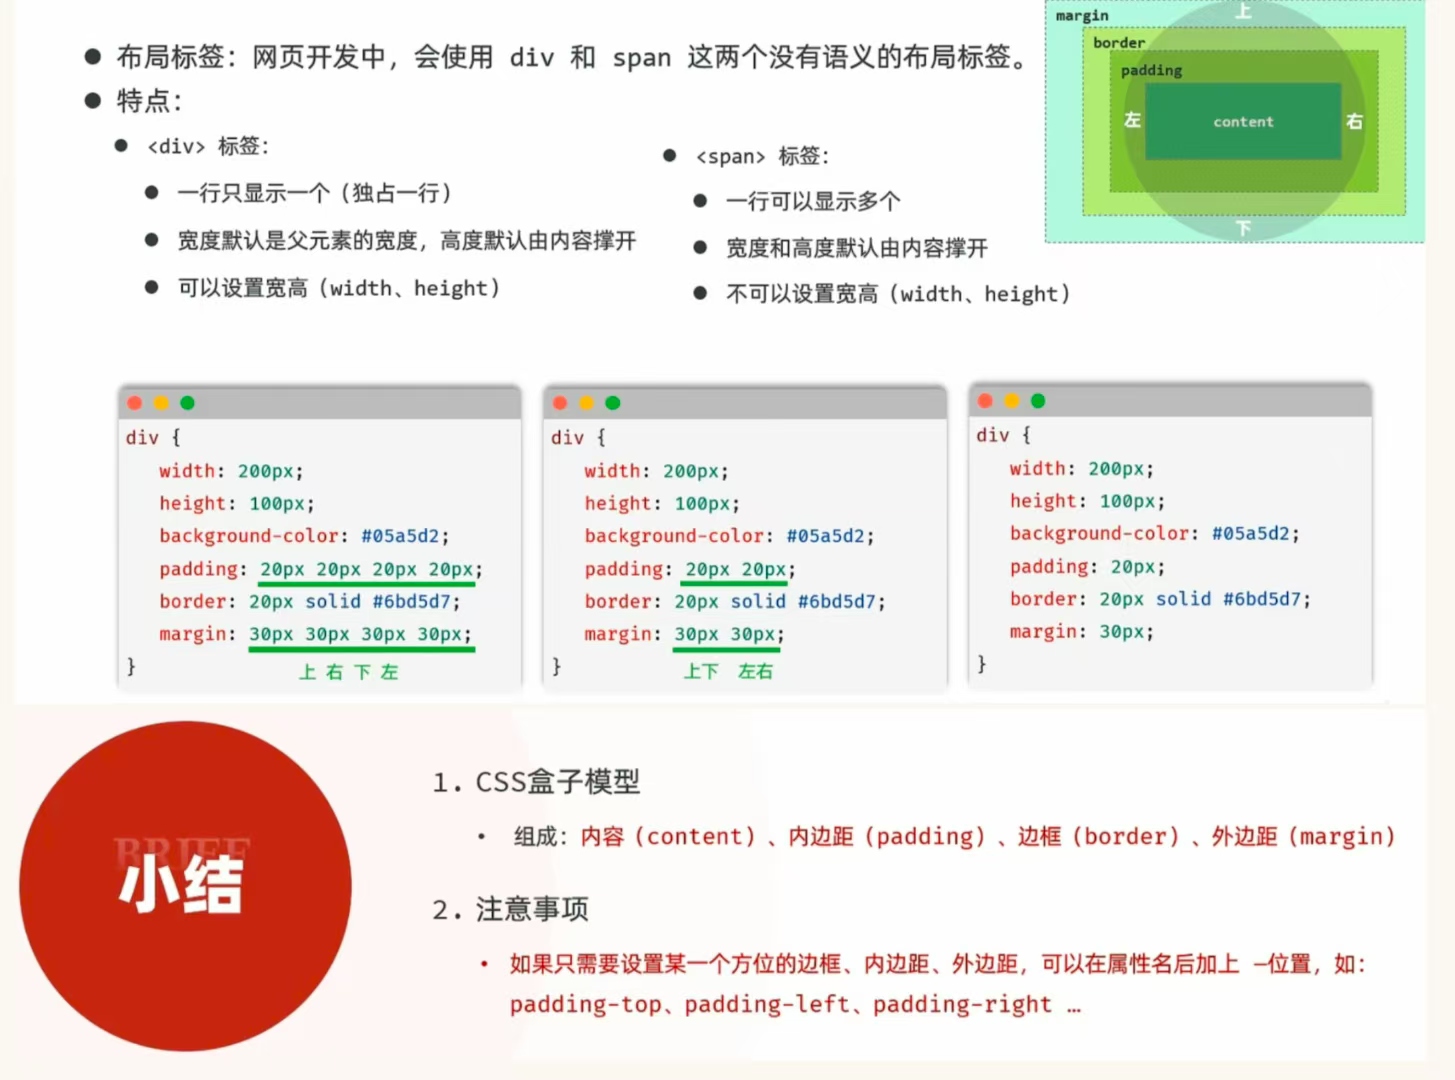 ● 布局标签：网页开发中，会使用 div 和 span 这两个没有语义的布局标签。
● 特点：
● <div> 标签：
● 一行只显示一个（独占一行）
● 宽度默认是父元素的宽度，高度默认由内容撑开
● 可以设置宽高（width、height）
● <span> 标签：
● 一行可以显示多个
● 宽度和高度默认由内容撑开
● 不可以设置宽高（width、height）
margin
上
border
padding
左
content
右
下
div {
width: 200px;
height: 100px;
background-color: #05a5d2;
padding: 20px 20px 20px 20px;
border: 20px solid #6bd5d7;
margin: 30px 30px 30px 30px;
} 上 右 下 左
div {
width: 200px;
height: 100px;
background-color: #05a5d2;
padding: 20px 20px;
border: 20px solid #6bd5d7;
margin: 30px 30px;
} 上下 左右
div {
width: 200px;
height: 100px;
background-color: #05a5d2;
padding: 20px;
border: 20px solid #6bd5d7;
margin: 30px;
}
BRIEF
小结
1. CSS盒子模型
• 组成：内容（content）、内边距（padding）、边框（border）、外边距（margin）
2. 注意事项
• 如果只需要设置某一个方位的边框、内边距、外边距，可以在属性名后加上 –位置，如：
padding-top、padding-left、padding-right …